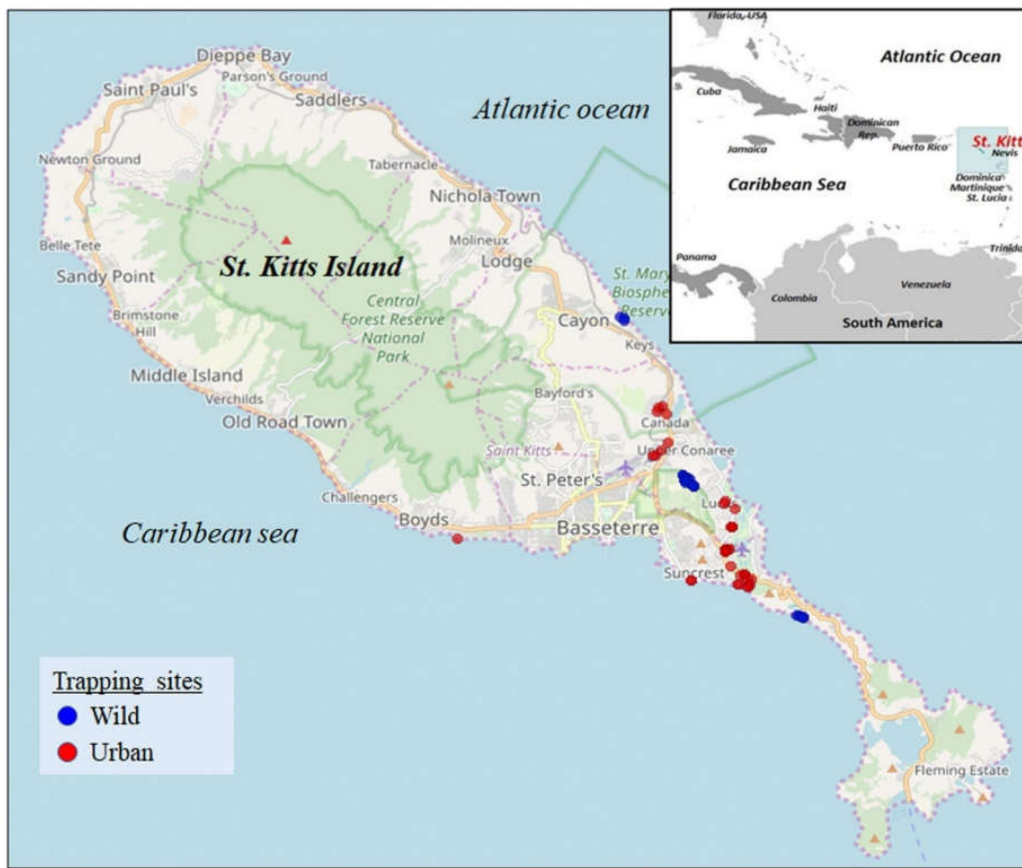 Dieppe Bay
Parson's Ground
Saint Paul's
Saddlers
Atlantic ocean
Newton Ground
Tabernacle
Nichola Town
Belle Tete
Molineux
Sandy Point
St. Kitts Island
Lodge
St. Mary
Biosphe
Reserve
Central
Forest Reserve
National
Park
Brimstone
Hill
Cayon
Keys
Middle Island
Verchilds
Bayford's
Old Road Town
Canada
Saint Kitts
Upper Conaree
St. Peter's
Challengers
Boyds
Basseterre
Caribbean sea
Suncrest
Fleming Estate
Trapping sites
Wild
Urban
Florida, USA
Atlantic Ocean
Cuba
Haiti
Dominican
Rep.
Jamaica
Puerto Rico
St. Kitt
Nevis
Caribbean Sea
Dominica
Martinique
St. Lucia
Panama
Trinidad
Colombia
Venezuela
South America